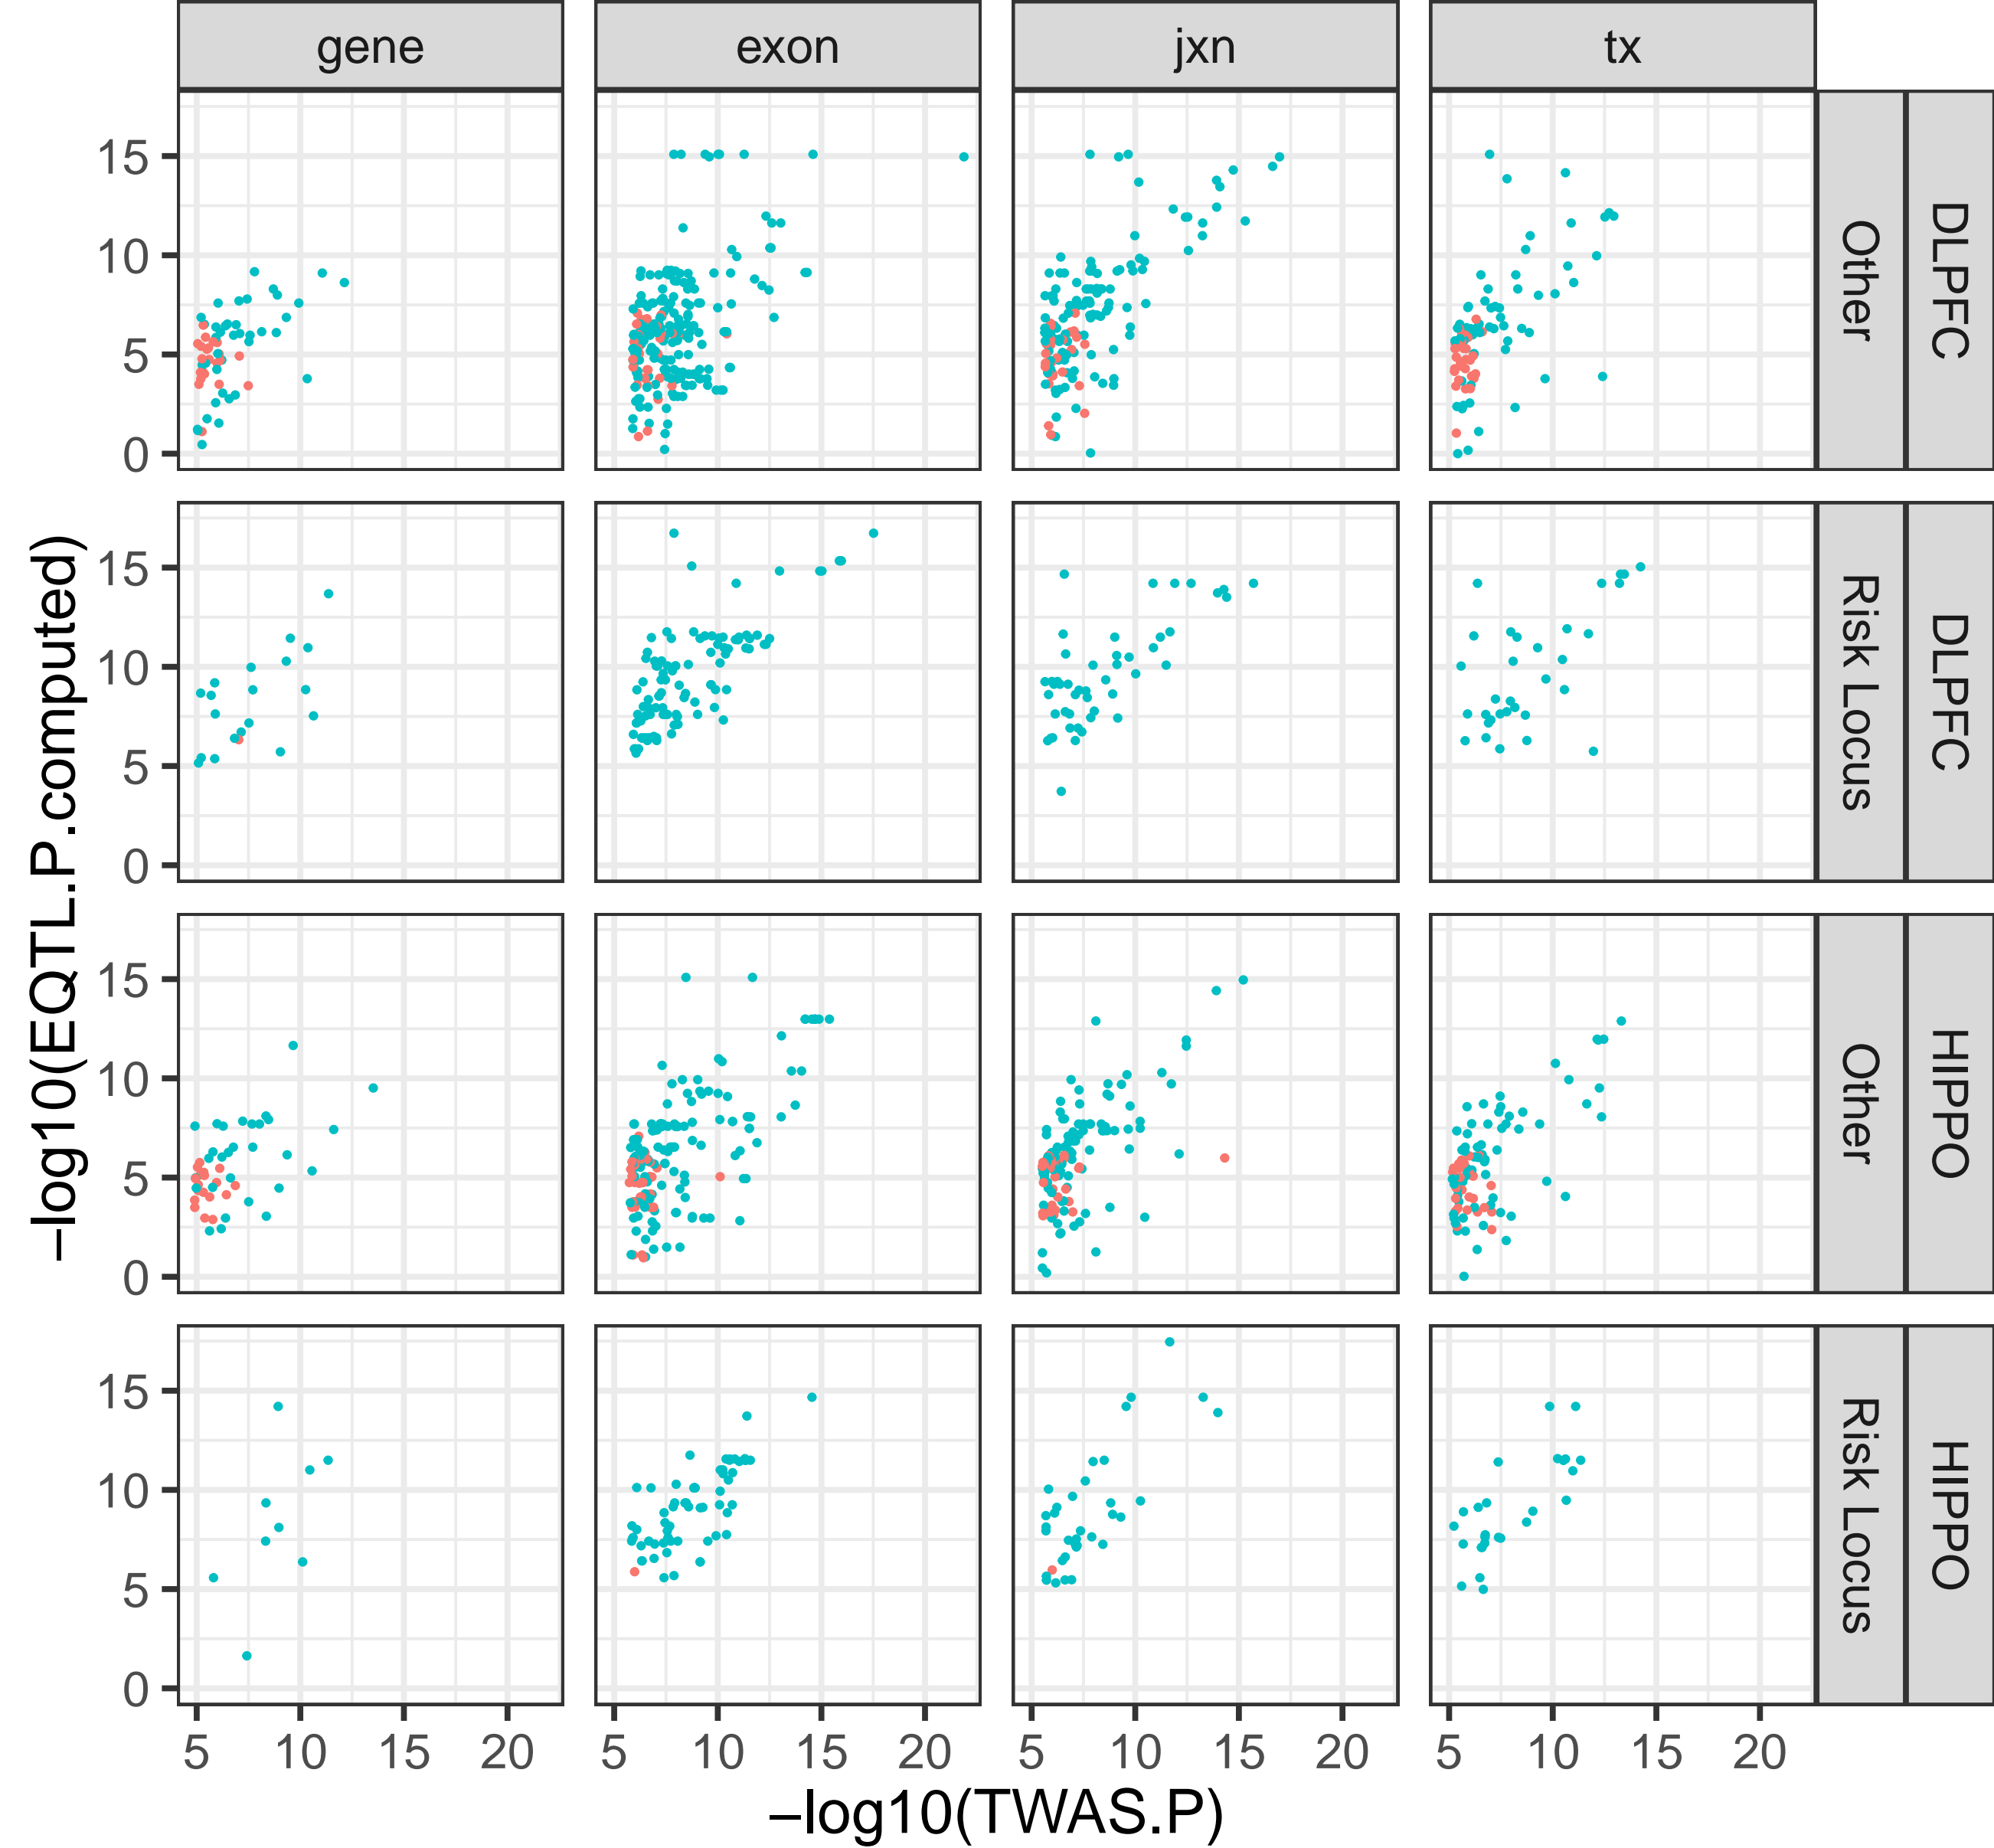 gene exon jxn tx
15
10
5
0
Other
DLPFC
15
10
5
0
Risk Locus
DLPFC
15
10
5
0
Other
HIPPO
15
10
5
0
Risk Locus
HIPPO
−log10(EQTL.P.computed)
5 10 15 20 5 10 15 20 5 10 15 20 5 10 15 20
−log10(TWAS.P)